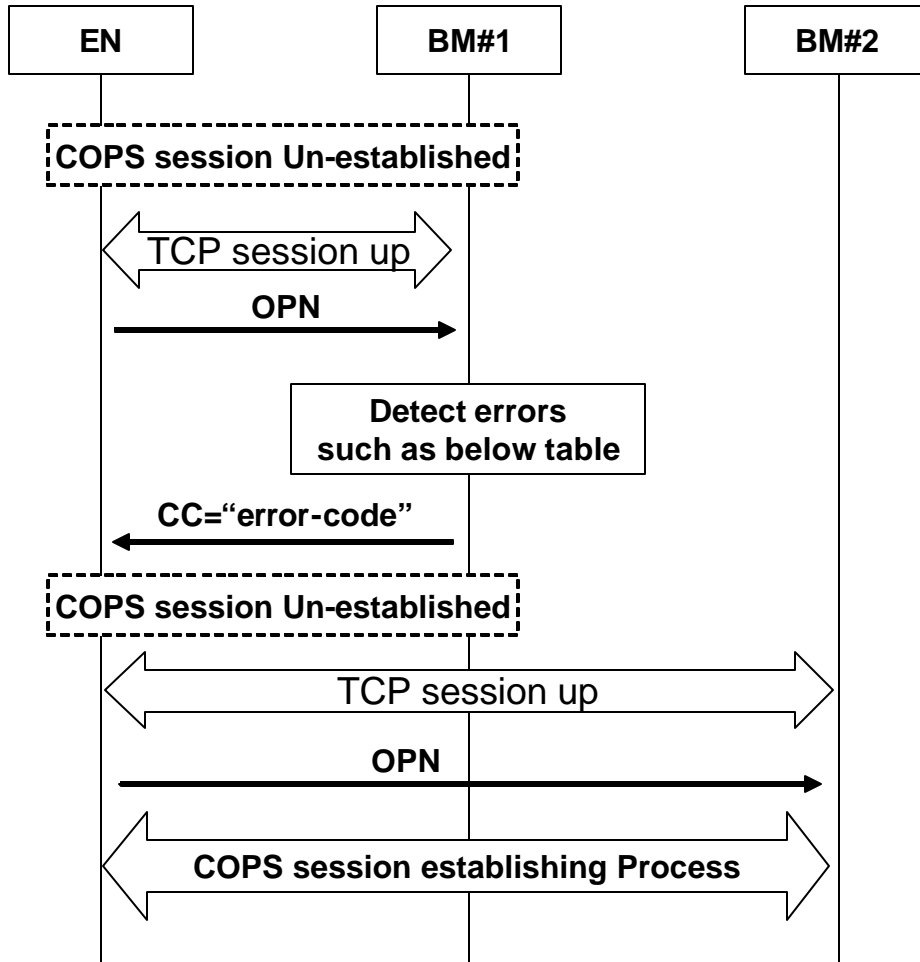 EN
BM#1
BM#2
COPS session Un-established
TCP session up
OPN
Detect errors
such as below table
CC=“error-code”
COPS session Un-established
TCP session up
OPN
COPS session establishing Process